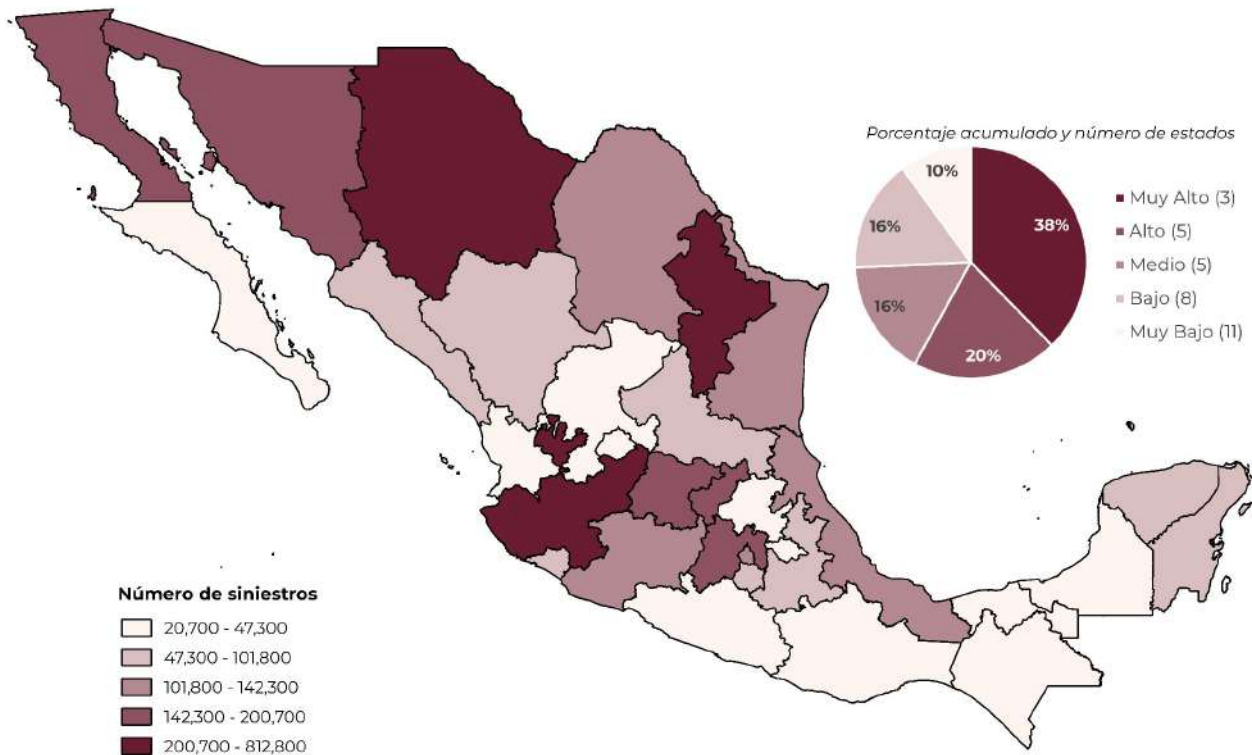 Porcentaje acumulado y número de estados
10%
38%
16%
16%
20%
Muy Alto (3)
Alto (5)
Medio (5)
Bajo (8)
Muy Bajo (11)
Número de siniestros
20,700 - 47,300
47,300 - 101,800
101,800 - 142,300
142,300 - 200,700
200,700 - 812,800